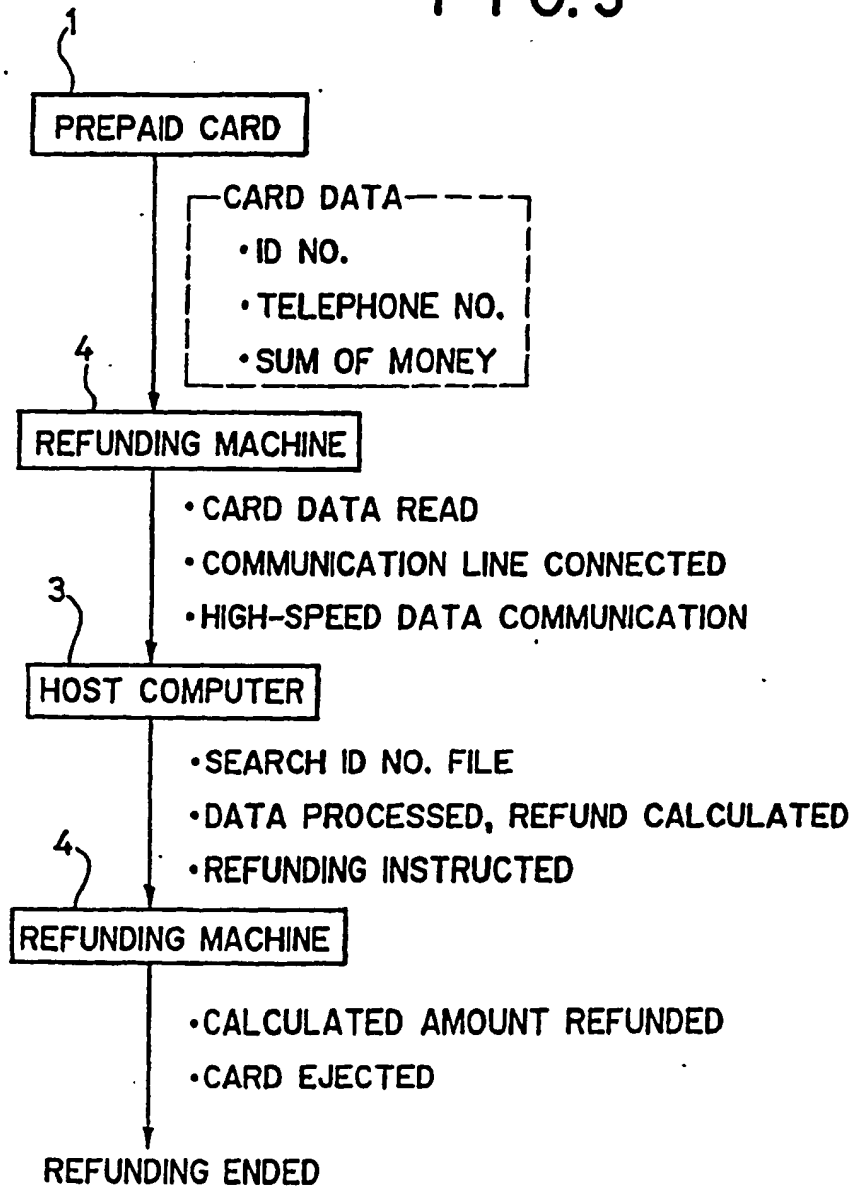 FIG.
1
PREPAID CARD
CARD DATA
•ID NO.
•TELEPHONE NO.
•SUM OF MONEY
4
REFUNDING MACHINE
•CARD DATA READ
•COMMUNICATION LINE CONNECTED
•HIGH-SPEED DATA COMMUNICATION
3
HOST COMPUTER
•SEARCH ID NO. FILE
•DATA PROCESSED, REFUND CALCULATED
•REFUNDING INSTRUCTED
4
REFUNDING MACHINE
•CALCULATED AMOUNT REFUNDED
•CARD EJECTED
REFUNDING ENDED